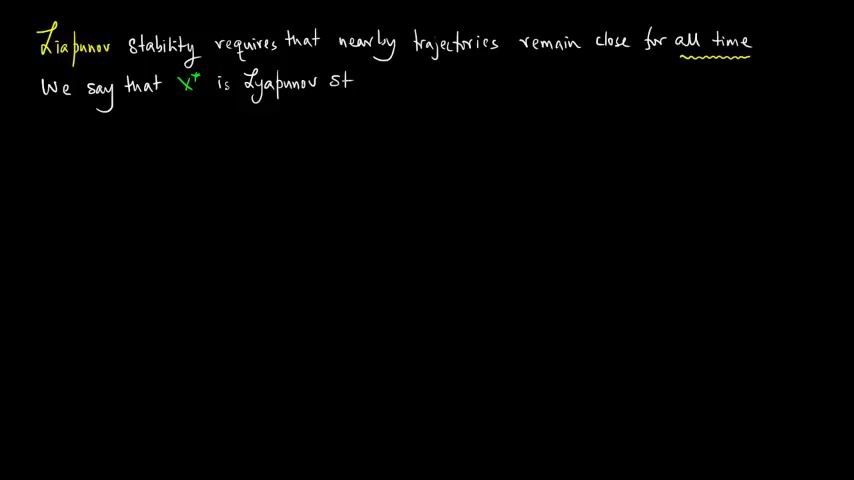 Liapunov stability requires that nearby trajectories remain close for all time
We say that x* is Lyapunov st